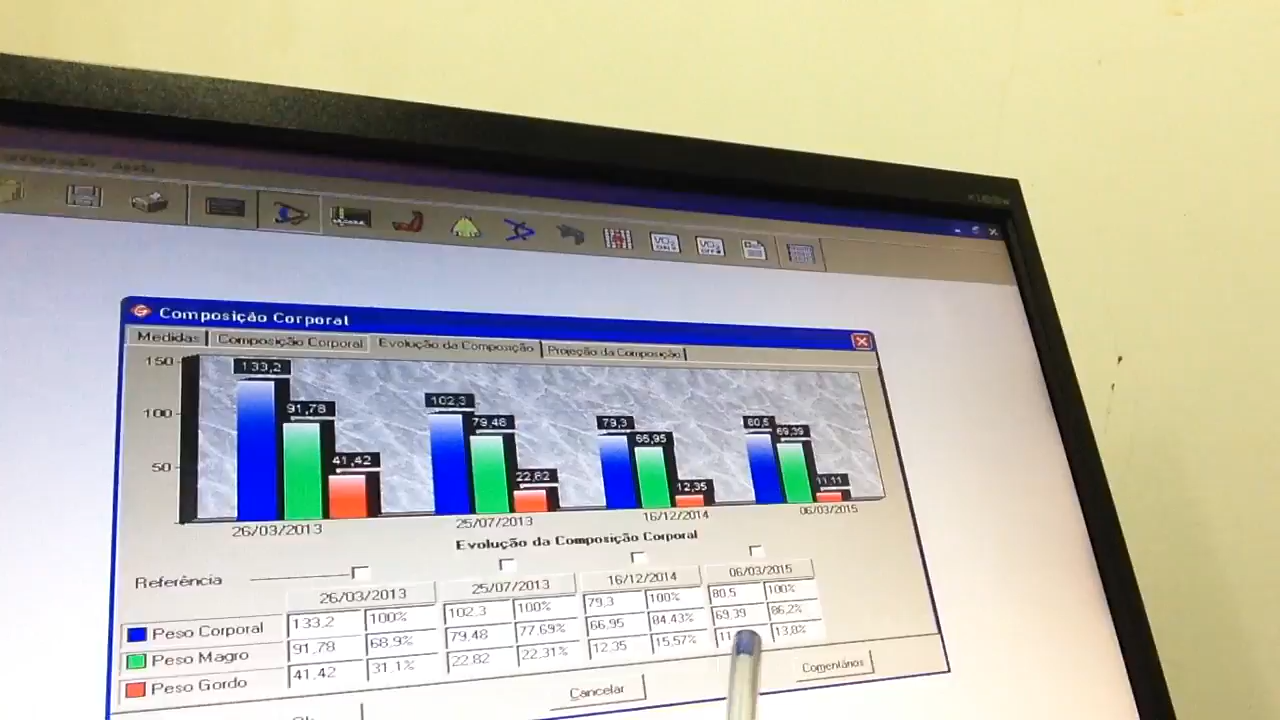 Ajuda
VO2
VO2
Composição Corporal
Medidas Composição Corporal Evolução da Composição Projeção da Composição
150
100
50
133,2 91,78 41,42
102,3 79,48 22,82
79,3 66,95 12,35
80,5 69,39 11,11
26/03/2013 25/07/2013 16/12/2014 06/03/2015
Evolução da Composição Corporal
Referência
26/03/2013 25/07/2013 16/12/2014 06/03/2015
Peso Corporal 133.2 100% 102.3 100% 79.3 100% 80.5 100%
Peso Magro 91.78 68.9% 79.48 77.69% 66.95 84.43% 69.39 86.2%
Peso Gordo 41.42 31.1% 22.82 22.31% 12.35 15.57% 13.8%
Ok Cancelar Comentários